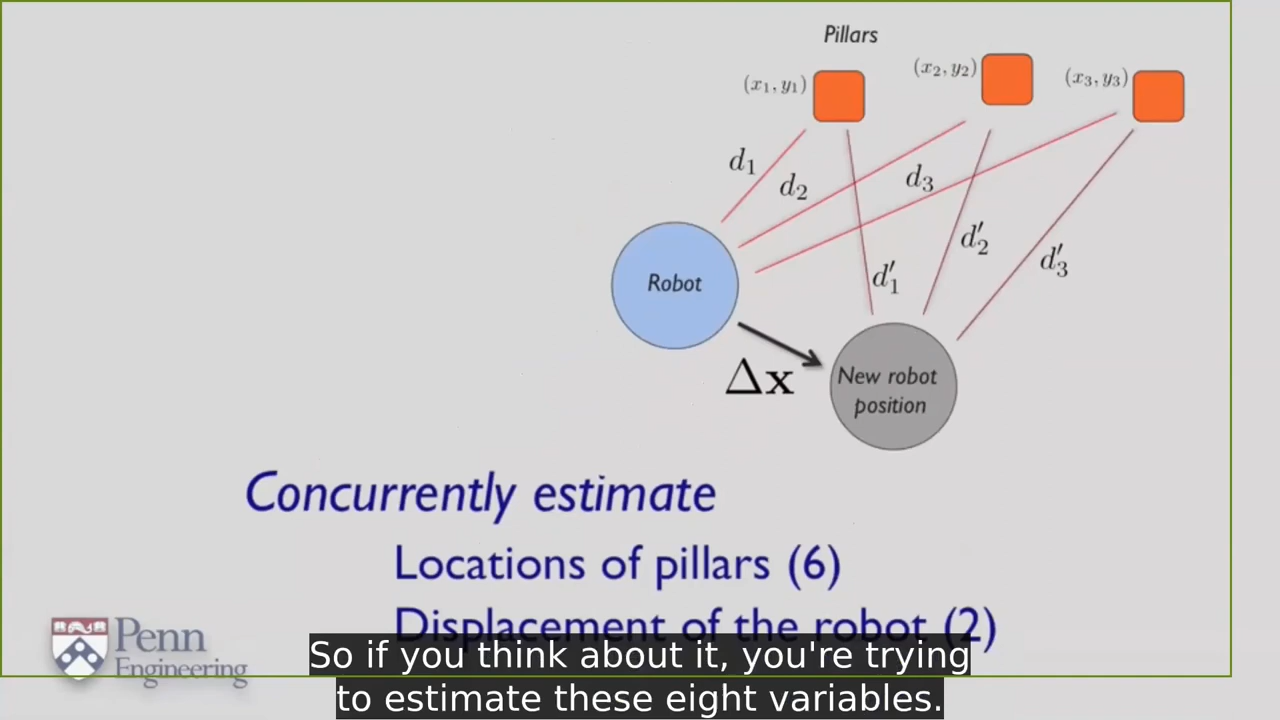 Pillars
(x₁, y₁)
(x₂, y₂)
(x₃, y₃)
d₁
d₂
d₃
d′₁
d′₂
d′₃
Robot
Δx
New robot
position
Concurrently estimate
Locations of pillars (6)
Displacement of the robot (2)
Penn
Engineering
So if you think about it, you're trying
to estimate these eight variables.